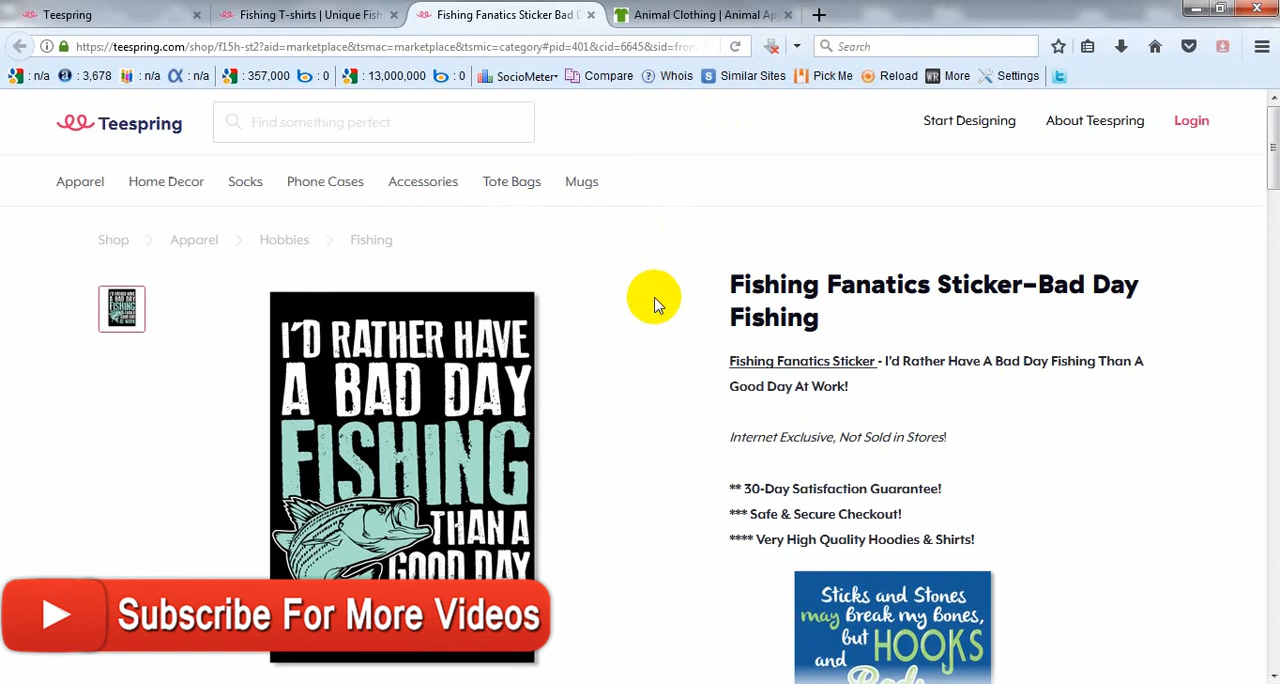 Teespring
Fishing T-shirts | Unique Fish
Fishing Fanatics Sticker Bad D
Animal Clothing | Animal Ap
https://teespring.com/shop/f15h-st2?aid=marketplace&tsmac=marketplace&tsmic=category#pid=401&cid=6645&sid=fron
Search
: n/a
: 3,678
: n/a
: n/a
: 357,000
: 0
: 13,000,000
: 0
SocioMeter
Compare
Whois
Similar Sites
Pick Me
Reload
WR More
Settings
Teespring
Find something perfect
Start Designing
About Teespring
Login
Apparel
Home Decor
Socks
Phone Cases
Accessories
Tote Bags
Mugs
Shop
Apparel
Hobbies
Fishing
I'D RATHER HAVE
A BAD DAY
FISHING
THAN A
GOOD DAY
Fishing Fanatics Sticker-Bad Day
Fishing
Fishing Fanatics Sticker - I'd Rather Have A Bad Day Fishing Than A
Good Day At Work!
Internet Exclusive, Not Sold in Stores!
** 30-Day Satisfaction Guarantee!
*** Safe & Secure Checkout!
**** Very High Quality Hoodies & Shirts!
Sticks and Stones
may break my bones,
but HOOKS
and
Subscribe For More Videos